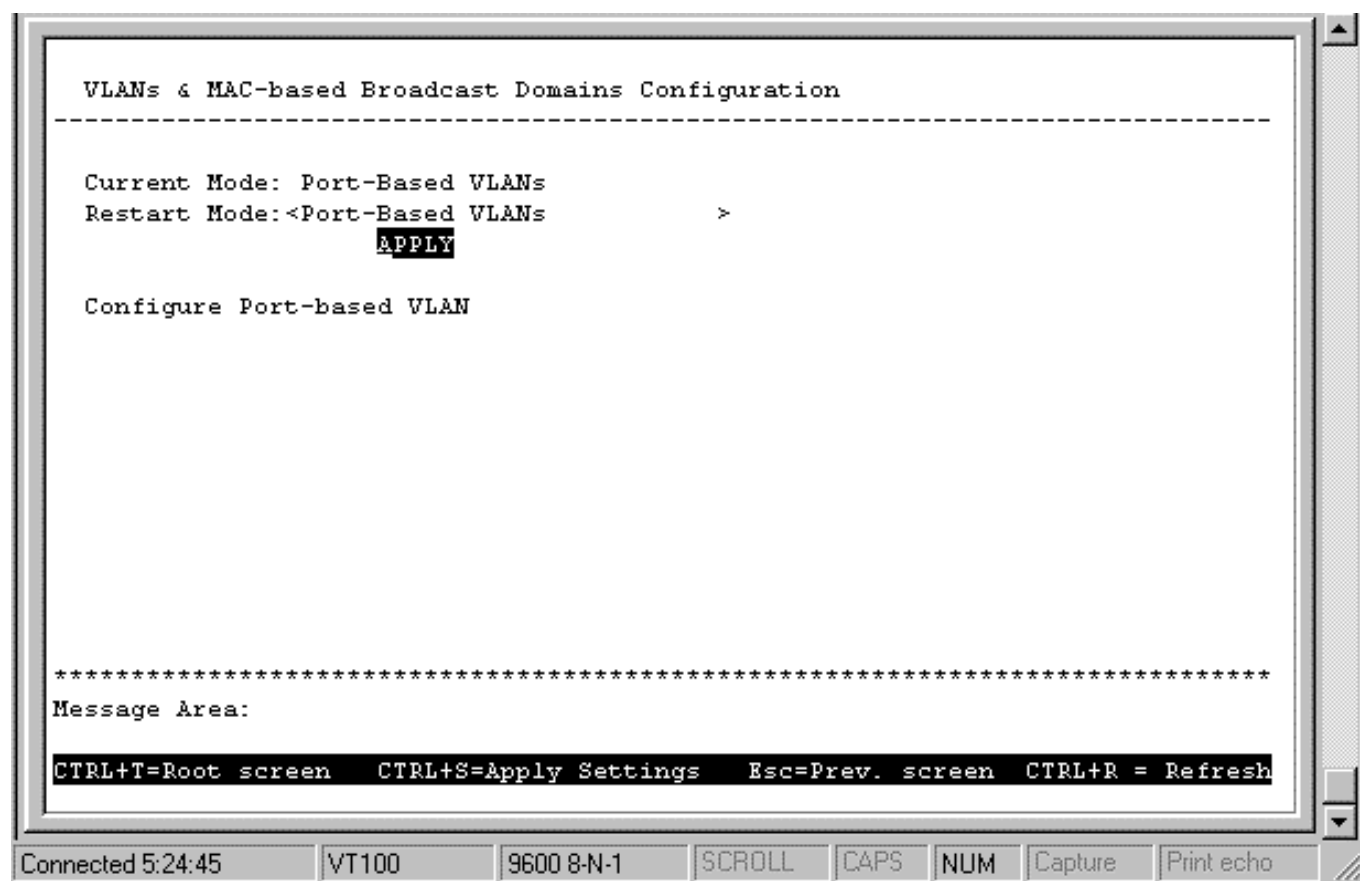 VLANs & MAC-based Broadcast Domains Configuration
-------------------------------------------------------------------------------
Current Mode: Port-Based VLANs
Restart Mode:<Port-Based VLANs           >
APPLY
Configure Port-based VLAN
*******************************************************************************
Message Area:
CTRL+T=Root screen   CTRL+S=Apply Settings   Esc=Prev. screen  CTRL+R = Refresh
Connected 5:24:45 VT100 9600 8-N-1 SCROLL CAPS NUM Capture Print echo